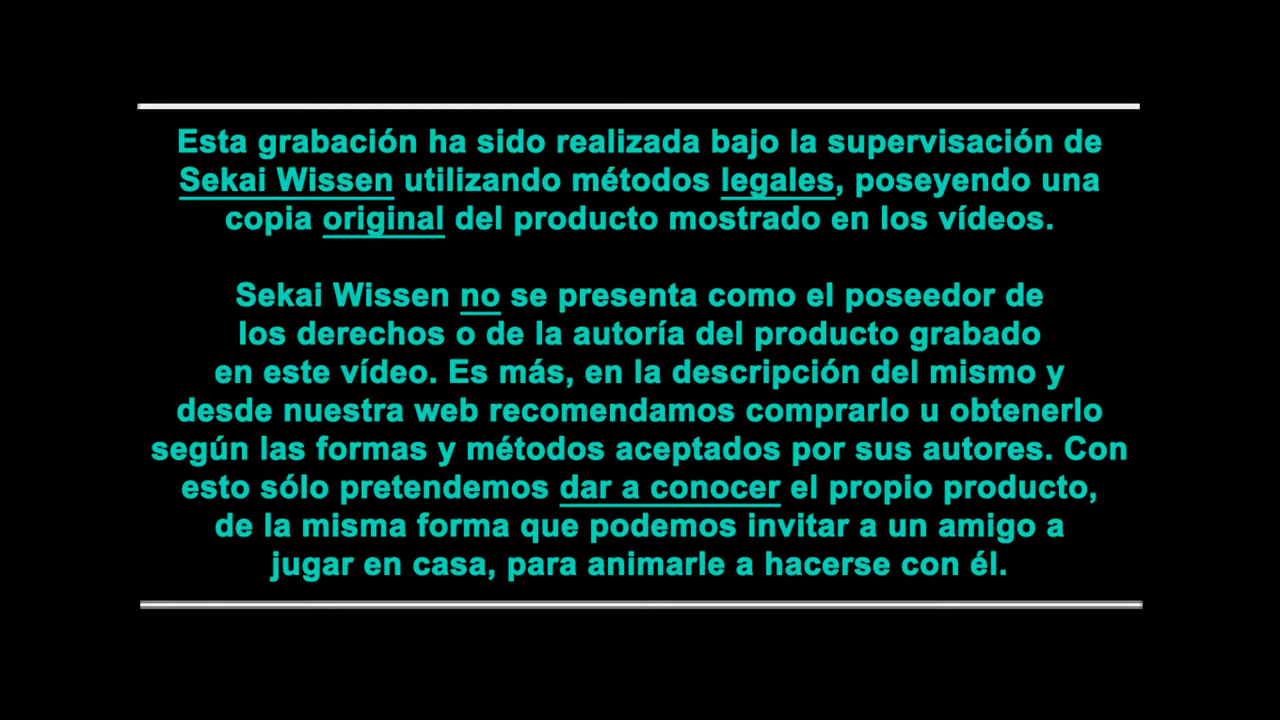 Esta grabación ha sido realizada bajo la supervisación de
Sekai Wissen utilizando métodos legales, poseyendo una
copia original del producto mostrado en los vídeos.
Sekai Wissen no se presenta como el poseedor de
los derechos o de la autoría del producto grabado
en este vídeo. Es más, en la descripción del mismo y
desde nuestra web recomendamos comprarlo u obtenerlo
según las formas y métodos aceptados por sus autores. Con
esto sólo pretendemos dar a conocer el propio producto,
de la misma forma que podemos invitar a un amigo a
jugar en casa, para animarle a hacerse con él.